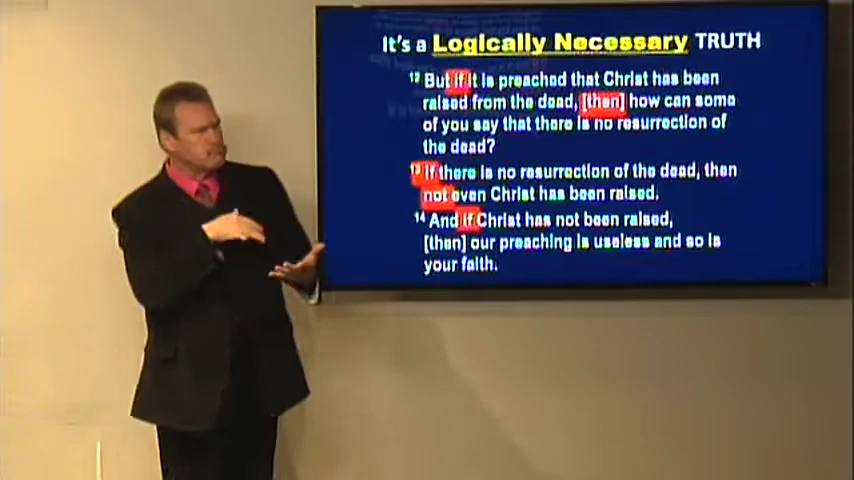 It's a Logically Necessary TRUTH
12 But if it is preached that Christ has been
raised from the dead, [then] how can some
of you say that there is no resurrection of
the dead?
13 If there is no resurrection of the dead, then
not even Christ has been raised.
14 And if Christ has not been raised,
[then] our preaching is useless and so is
your faith.